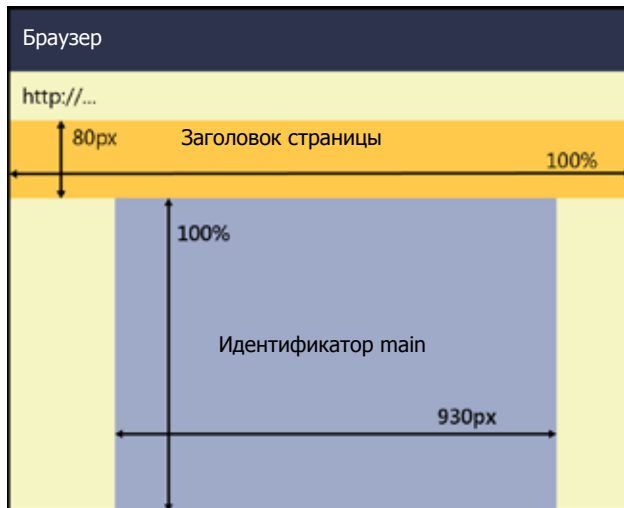 Браузер
http://...
80px
Заголовок страницы
100%
100%
Идентификатор main
930px